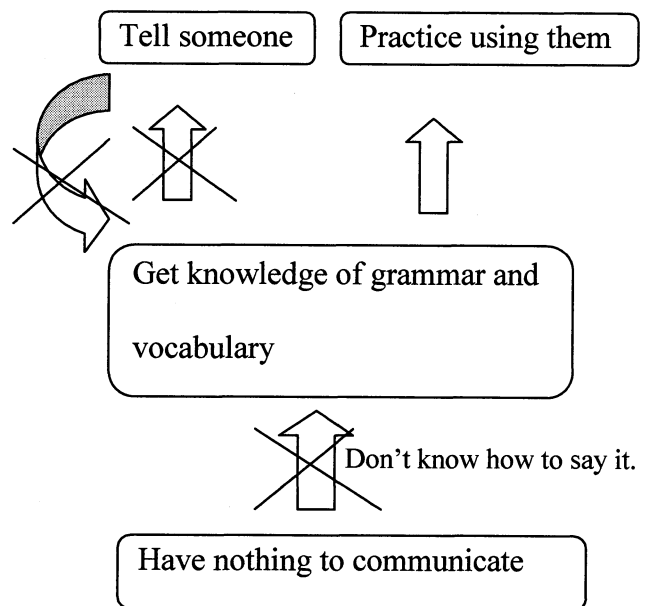 Tell someone
Practice using them
Get knowledge of grammar and
vocabulary
Don't know how to say it.
Have nothing to communicate